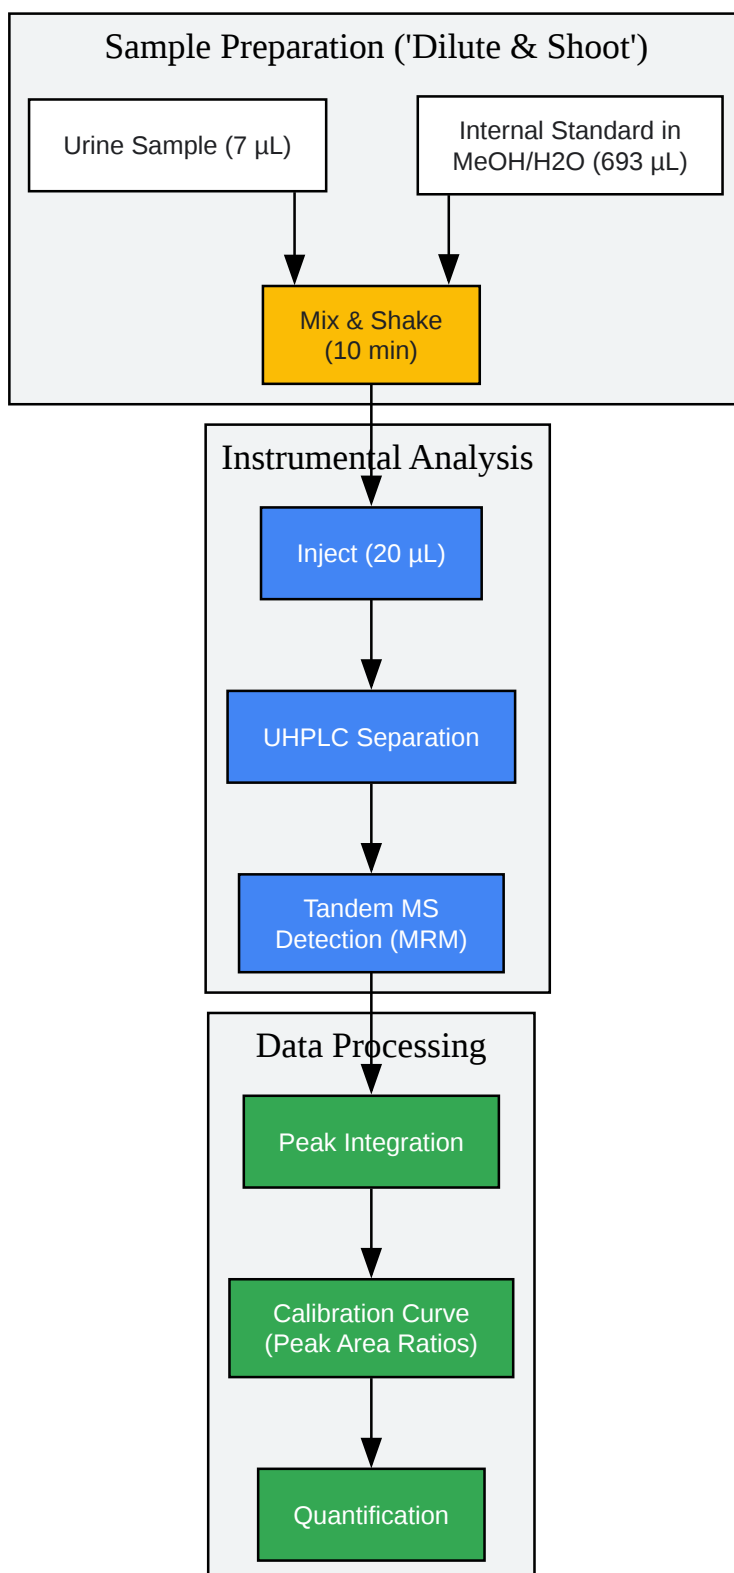 Sample Preparation ('Dilute & Shoot')
Urine Sample (7 µL)
Internal Standard in
MeOH/H2O (693 µL)
Mix & Shake
(10 min)
Instrumental Analysis
Inject (20 µL)
UHPLC Separation
Tandem MS
Detection (MRM)
Data Processing
Peak Integration
Calibration Curve
(Peak Area Ratios)
Quantification